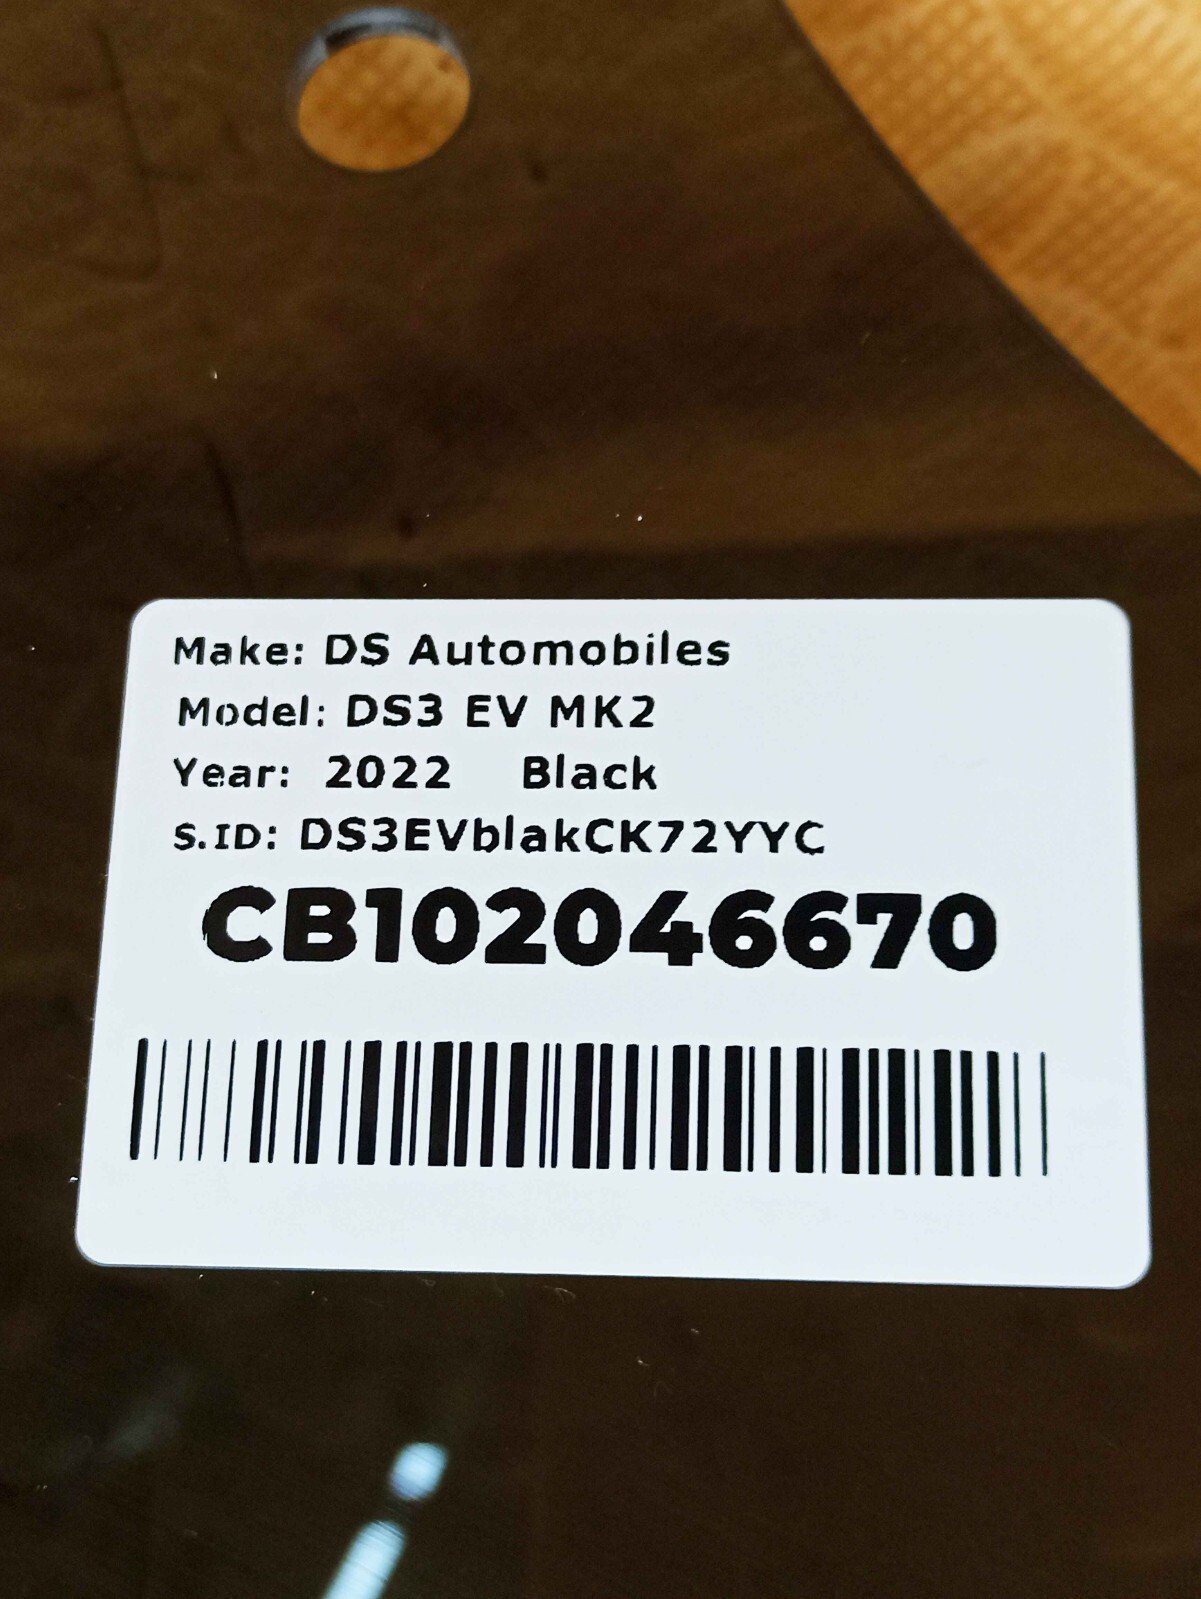 Make: DS Automobiles
Model: DS3 EV MK2
Year: 2022 Black
S.ID: DS3EVblakCK72YYC
CB102046670